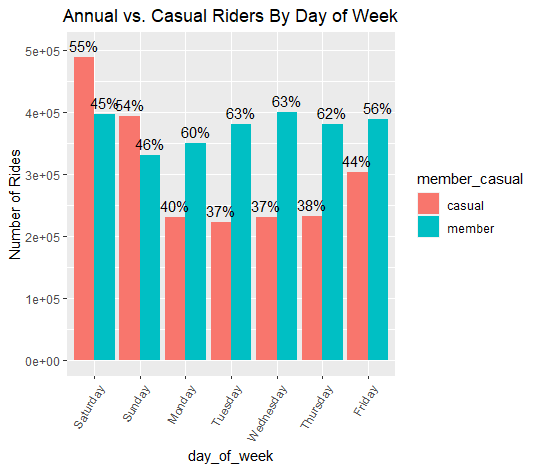 Annual vs. Casual Riders By Day of Week
Number of Rides
5e+05
4e+05
3e+05
2e+05
1e+05
0e+00
55%
45%
54%
46%
40%
60%
37%
63%
37%
63%
38%
62%
44%
56%
Saturday
Sunday
Monday
Tuesday
Wednesday
Thursday
Friday
day_of_week
member_casual
casual
member